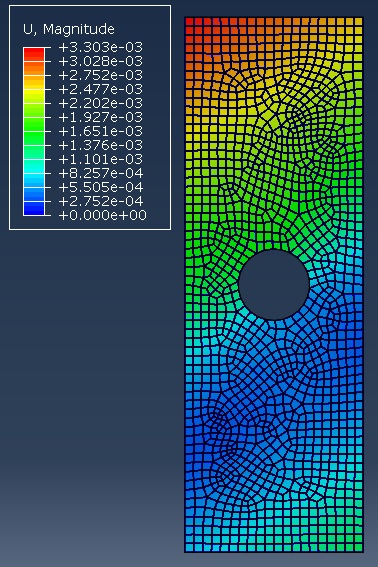 U, Magnitude
+3.303e-03
+3.028e-03
+2.752e-03
+2.477e-03
+2.202e-03
+1.927e-03
+1.651e-03
+1.376e-03
+1.101e-03
+8.257e-04
+5.505e-04
+2.752e-04
+0.000e+00